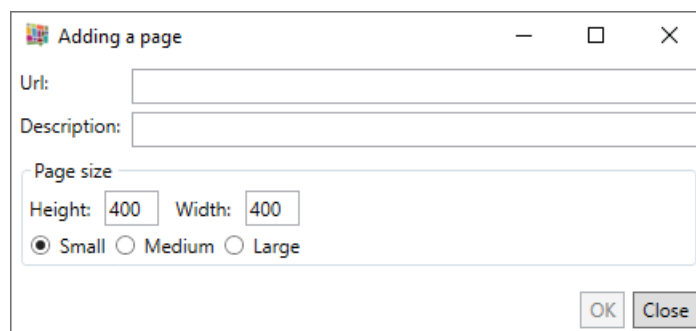 Adding a page
Url:
Description:
Page size
Height: 400 Width: 400
Small Medium Large
OK Close